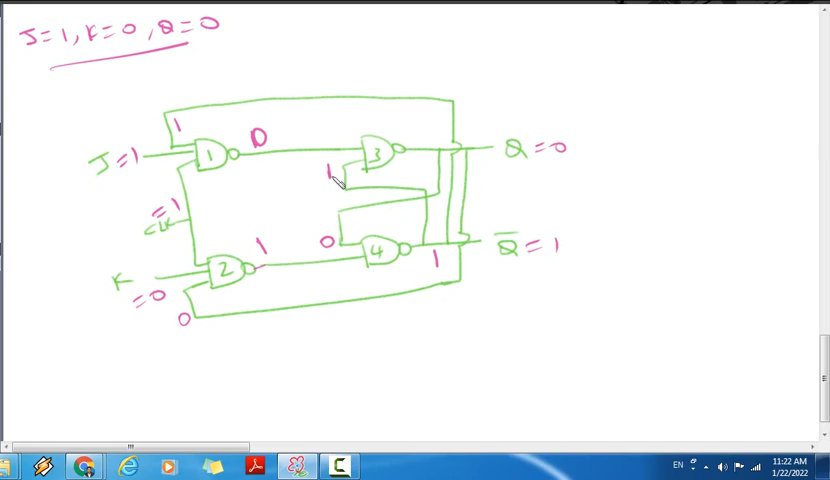 J=1, K=0, Q=0
1
J=1
1
0
3
Q=0
1
=1
CLK
0
1
2
4
1
Q̅=1
K
=0
0
EN
11:22 AM
1/22/2022